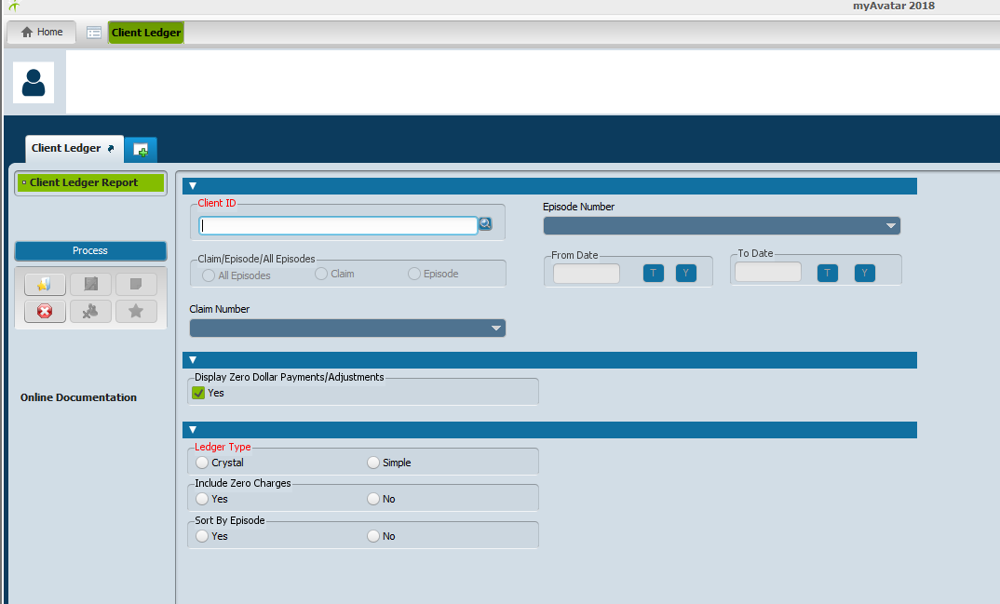 myAvatar 2018
Home
Client Ledger
Client Ledger
Client Ledger Report
Process
Online Documentation
Client ID
Episode Number
Claim/Episode/All Episodes
All Episodes Claim Episode
From Date
T Y
To Date
T Y
Claim Number
Display Zero Dollar Payments/Adjustments
Yes
Ledger Type
Crystal Simple
Include Zero Charges
Yes No
Sort By Episode
Yes No